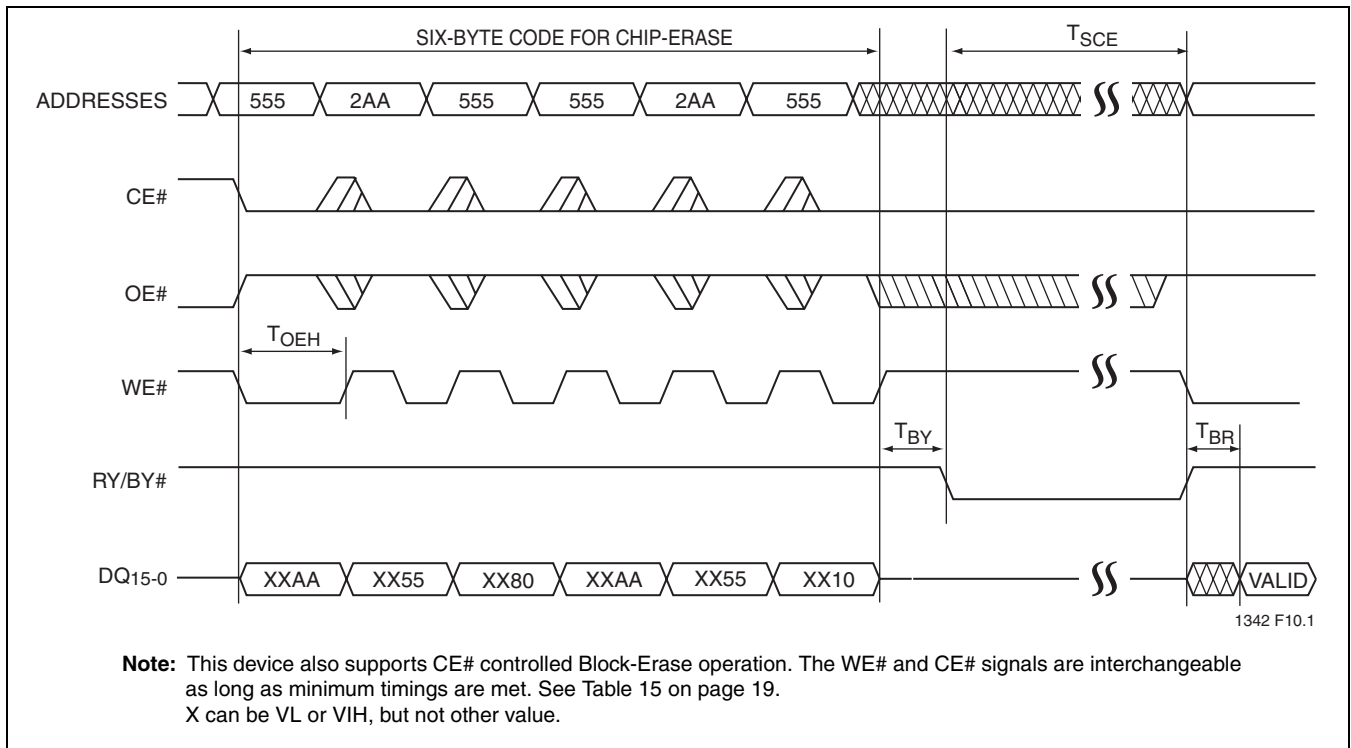 SIX-BYTE CODE FOR CHIP-ERASE
TSCE
ADDRESSES 555 2AA 555 555 2AA 555
CE#
OE#
TOEH
WE#
TBY TBR
RY/BY#
DQ15-0 XXAA XX55 XX80 XXAA XX55 XX10 VALID
1342 F10.1
Note: This device also supports CE# controlled Block-Erase operation. The WE# and CE# signals are interchangeable
as long as minimum timings are met. See Table 15 on page 19.
X can be VL or VIH, but not other value.